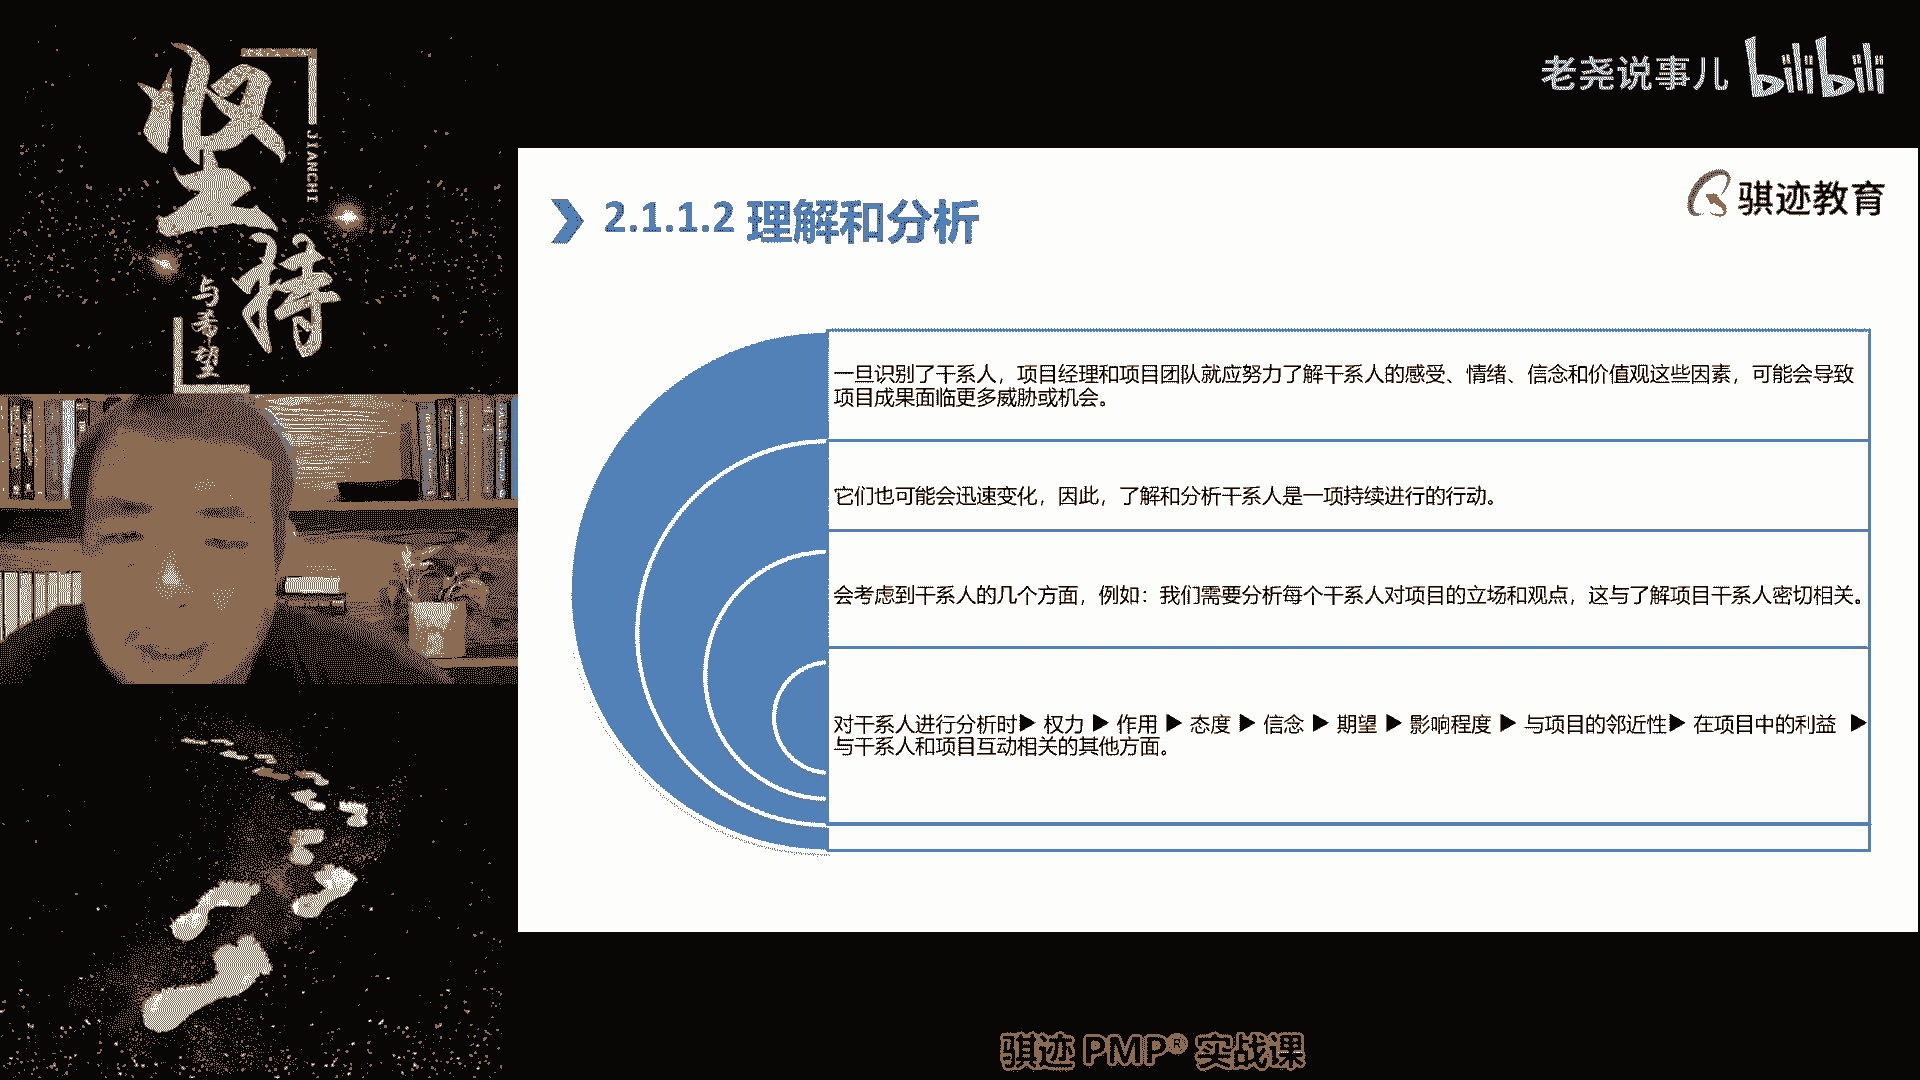 坚
持
JIANCHI
与希望
老尧说事儿 bilibili
骐迹教育
2.1.1.2 理解和分析
一旦识别了干系人，项目经理和项目团队就应努力了解干系人的感受、情绪、信念和价值观这些因素，可能会导致
项目成果面临更多威胁或机会。
它们也可能会迅速变化，因此，了解和分析干系人是一项持续进行的行动。
会考虑到干系人的几个方面，例如：我们需要分析每个干系人对项目的立场和观点，这与了解项目干系人密切相关。
对干系人进行分析时▶ 权力 ▶ 作用 ▶ 态度 ▶ 信念 ▶ 期望 ▶ 影响程度 ▶ 与项目的邻近性▶ 在项目中的利益 ▶
与干系人和项目互动相关的其他方面。
骐迹 PMP® 实战课